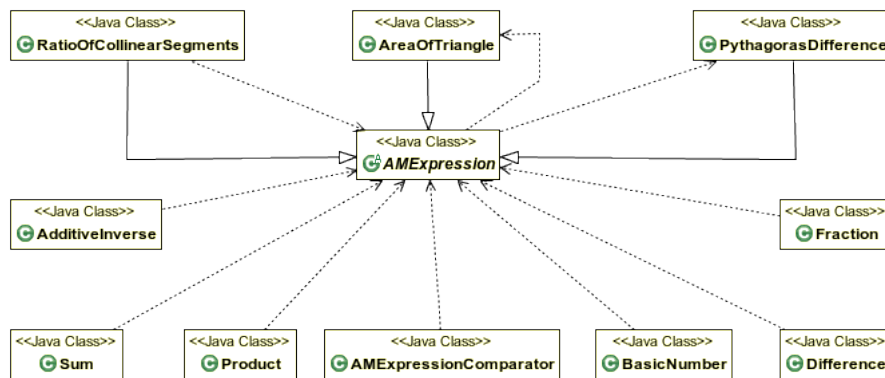 <<Java Class>>
RatioOfCollinearSegments
<<Java Class>>
AreaOfTriangle
<<Java Class>>
PythagorasDifference
<<Java Class>>
AMExpression
<<Java Class>>
AdditiveInverse
<<Java Class>>
Fraction
<<Java Class>>
Sum
<<Java Class>>
Product
<<Java Class>>
AMExpressionComparator
<<Java Class>>
BasicNumber
<<Java Class>>
Difference